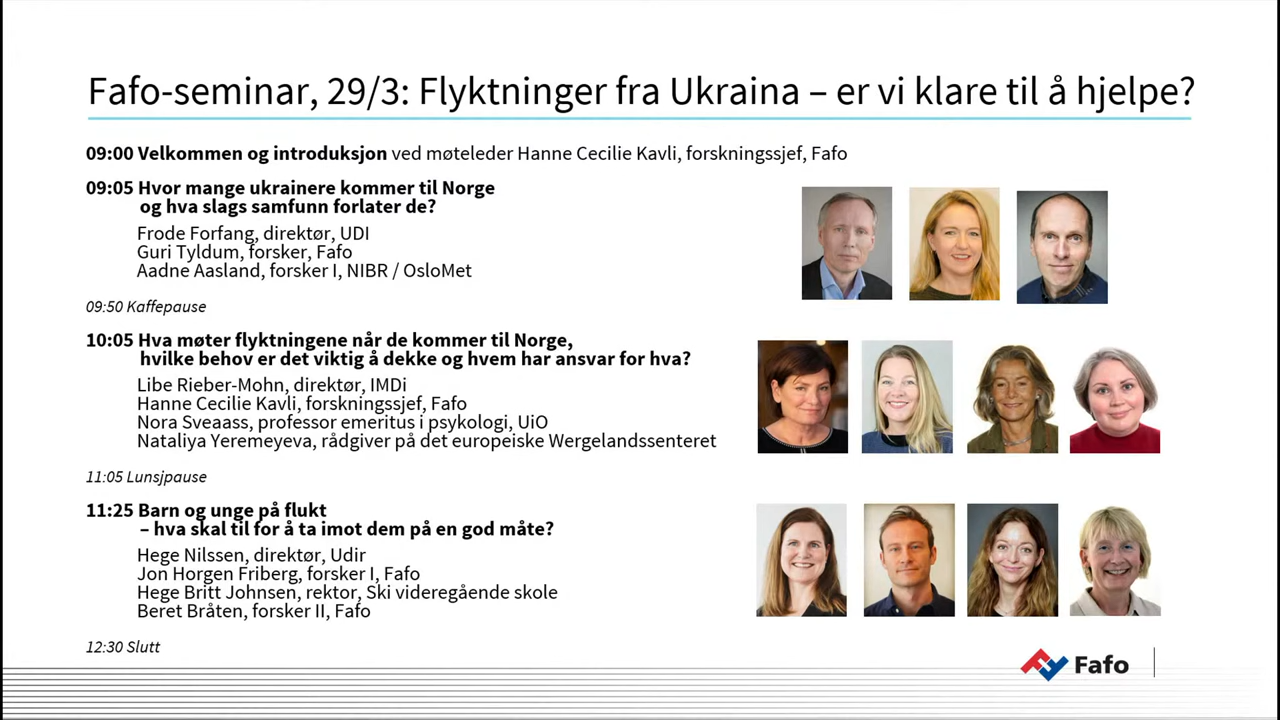 Fafo-seminar, 29/3: Flyktninger fra Ukraina – er vi klare til å hjelpe?
09:00 Velkommen og introduksjon ved møteleder Hanne Cecilie Kavli, forskningssjef, Fafo
09:05 Hvor mange ukrainere kommer til Norge
og hva slags samfunn forlater de?
Frode Forfang, direktør, UDI
Guri Tyldum, forsker, Fafo
Aadne Aasland, forsker I, NIBR / OsloMet
09:50 Kaffepause
10:05 Hva møter flyktningene når de kommer til Norge,
hvilke behov er det viktig å dekke og hvem har ansvar for hva?
Libe Rieber-Mohn, direktør, IMDi
Hanne Cecilie Kavli, forskningssjef, Fafo
Nora Sveaass, professor emeritus i psykologi, UiO
Nataliya Yeremeyeva, rådgiver på det europeiske Wergelandssenteret
11:05 Lunsjpause
11:25 Barn og unge på flukt
– hva skal til for å ta imot dem på en god måte?
Hege Nilssen, direktør, Udir
Jon Horgen Friberg, forsker I, Fafo
Hege Britt Johnsen, rektor, Ski videregående skole
Beret Bråten, forsker II, Fafo
12:30 Slutt
Fafo